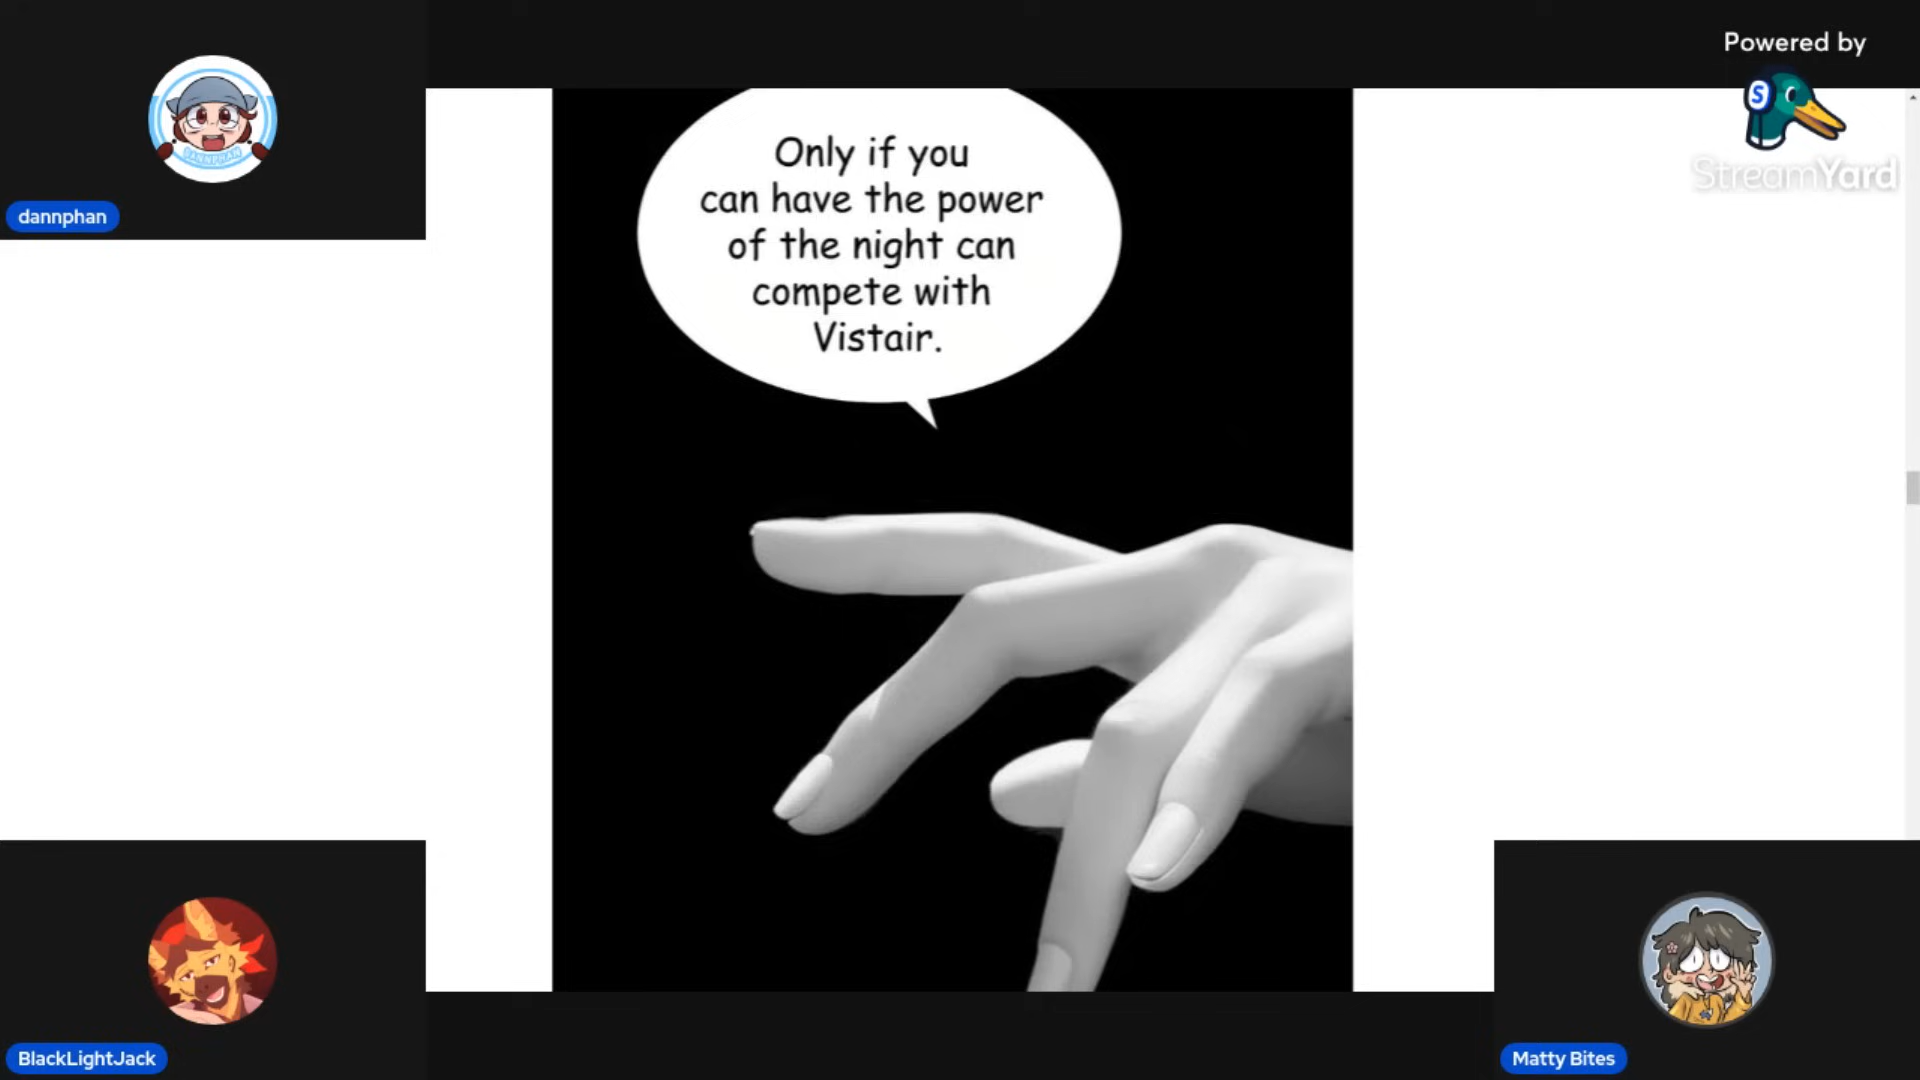 Powered by
StreamYard
DANNPHAN
dannphan
Only if you
can have the power
of the night can
compete with
Vistair.
BlackLightJack
Matty Bites